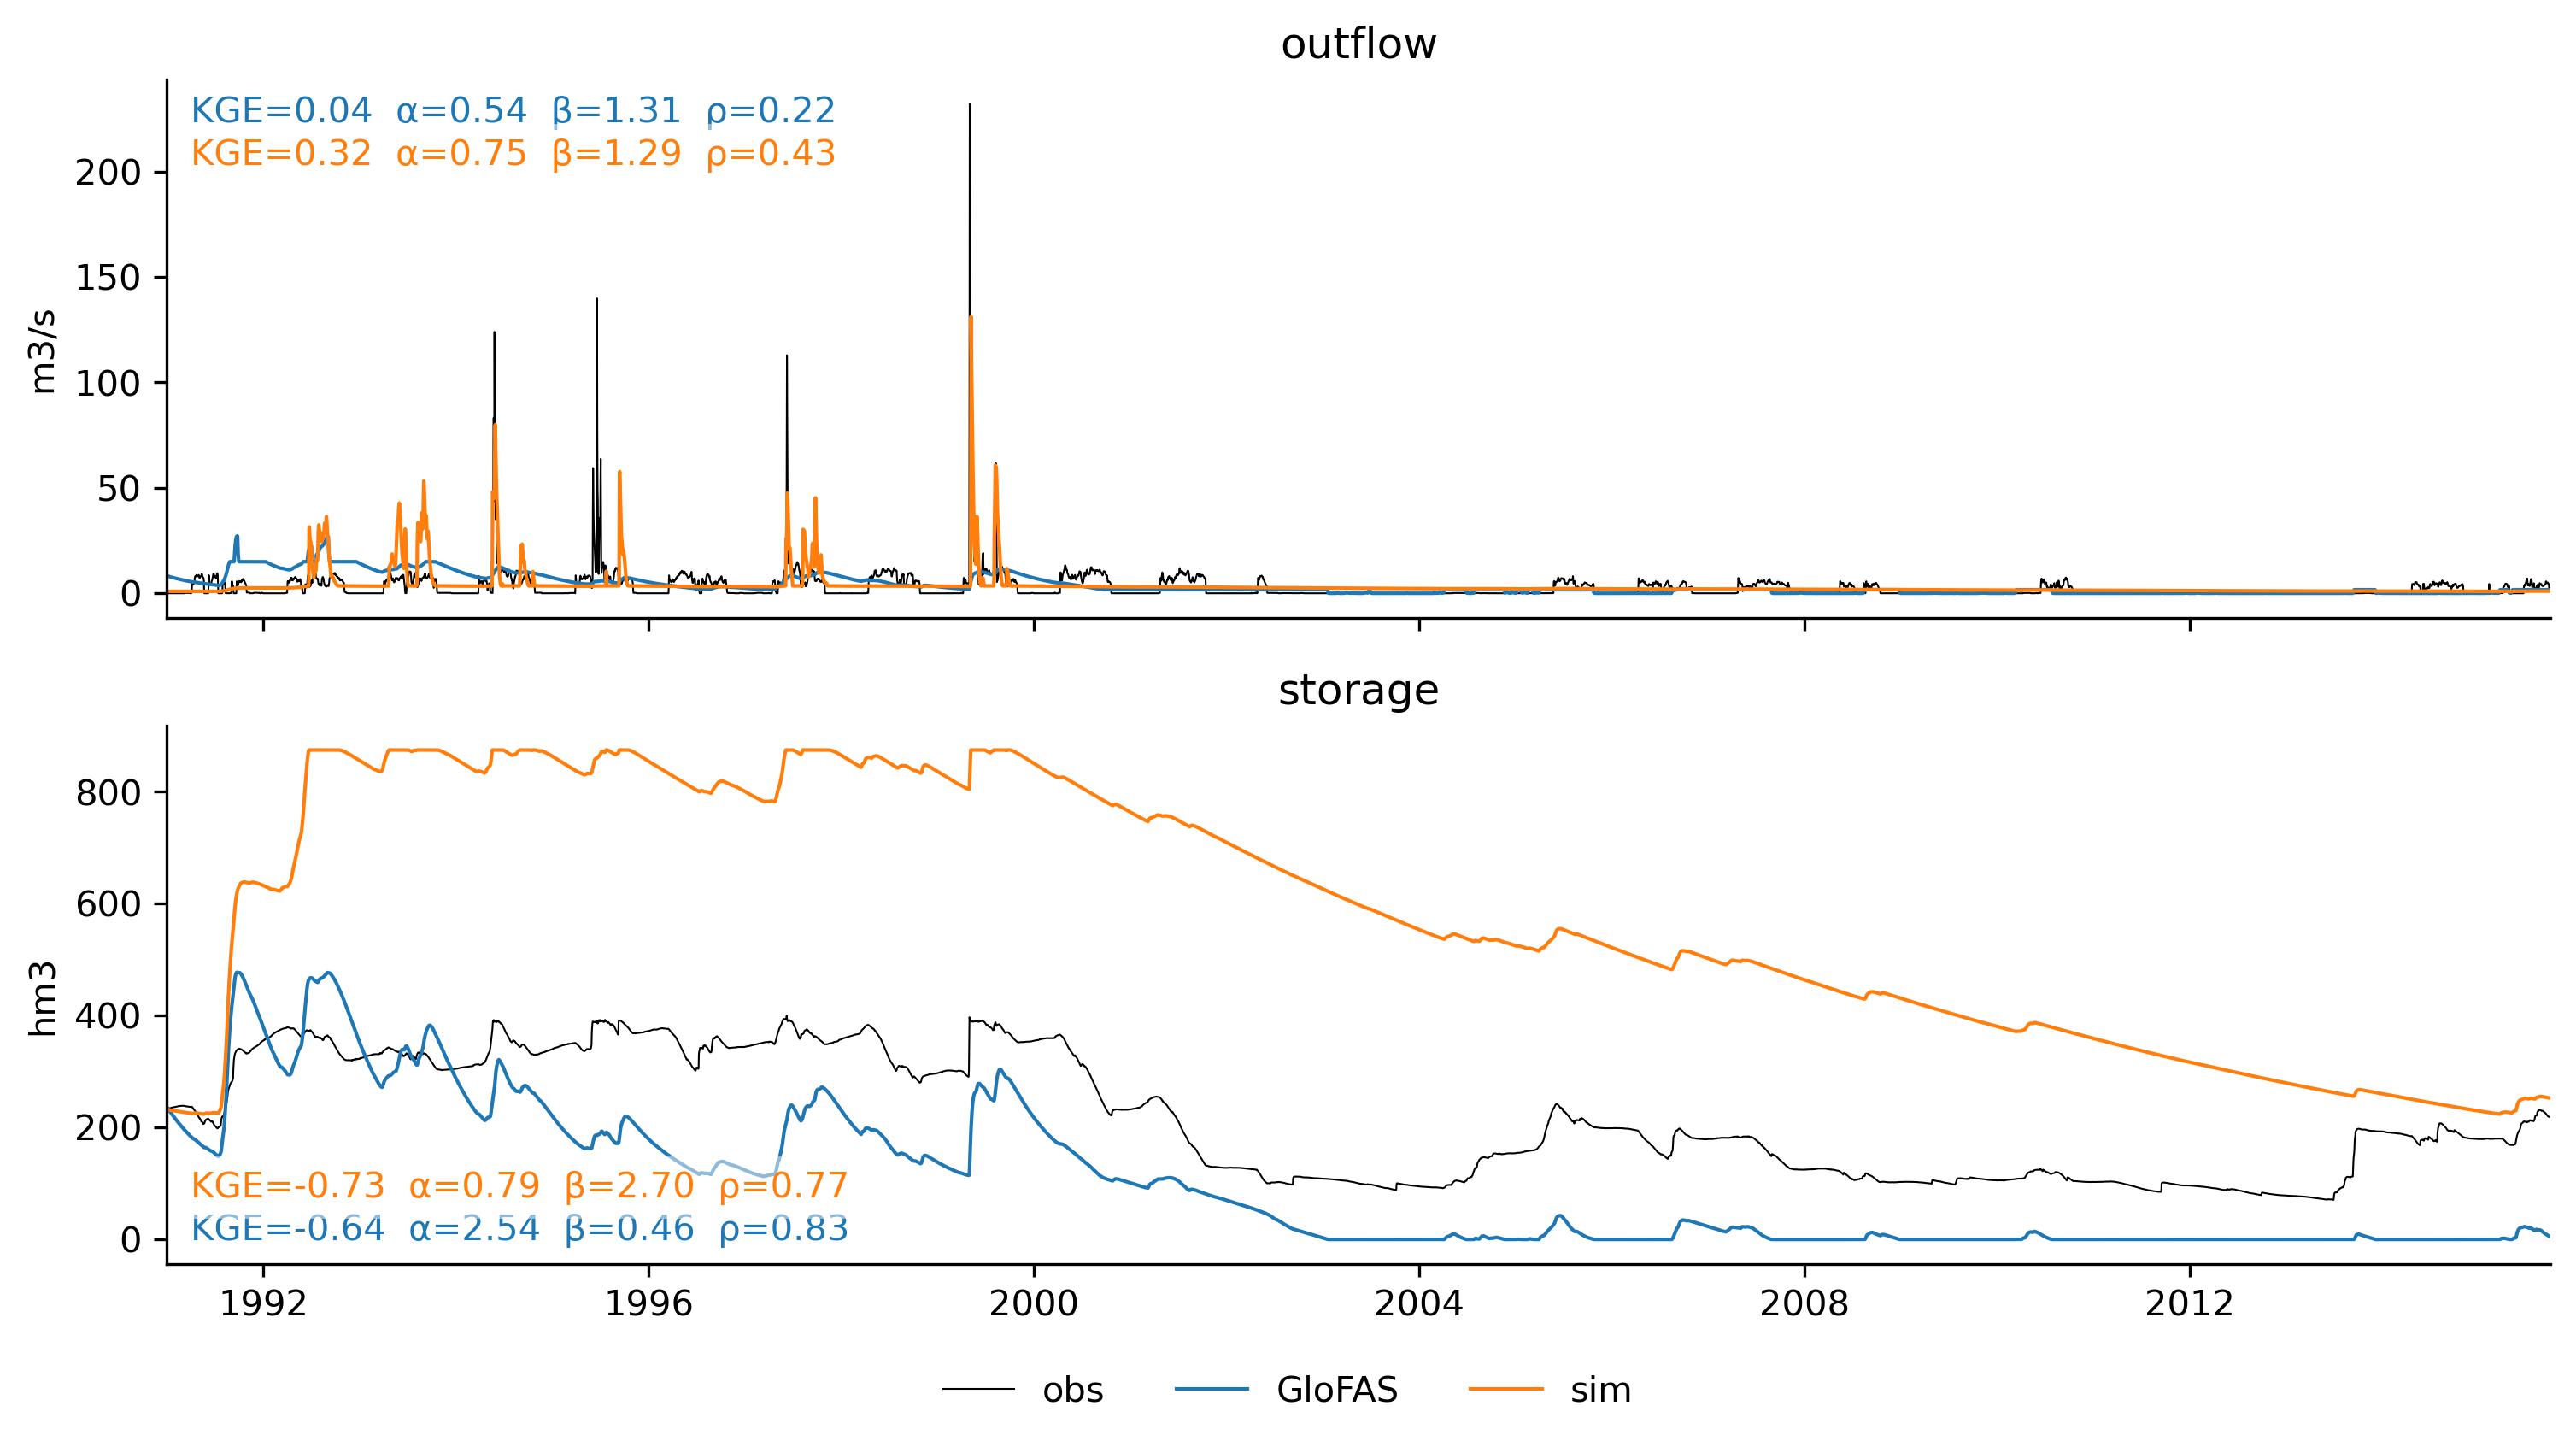 outflow
KGE=0.04 α=0.54 β=1.31 ρ=0.22
KGE=0.32 α=0.75 β=1.29 ρ=0.43
m3/s
200
150
100
50
0
storage
hm3
800
600
400
200
0
KGE=-0.73 α=0.79 β=2.70 ρ=0.77
KGE=-0.64 α=2.54 β=0.46 ρ=0.83
1992 1996 2000 2004 2008 2012
obs GloFAS sim